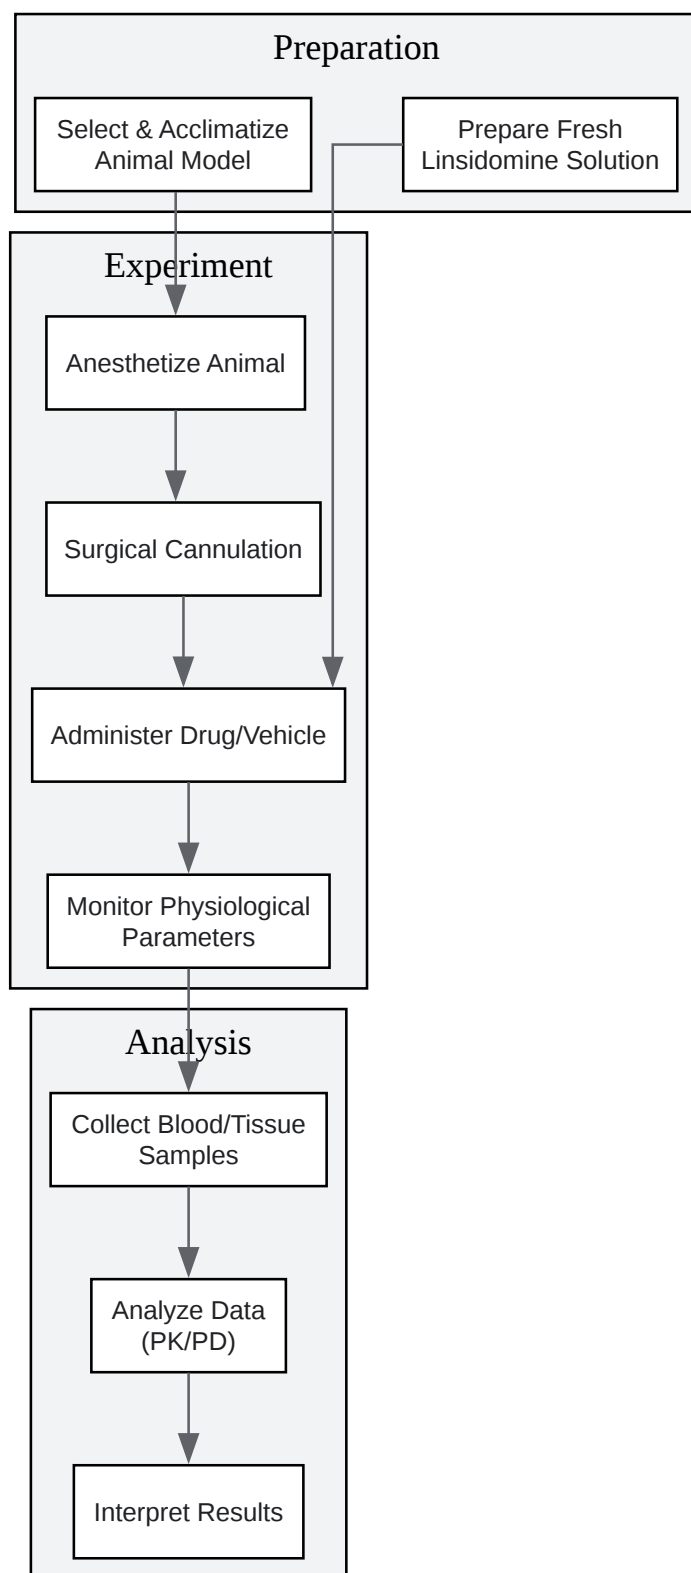 Preparation
Select & Acclimatize
Animal Model
Prepare Fresh
Linsidomine Solution
Experiment
Anesthetize Animal
Surgical Cannulation
Administer Drug/Vehicle
Monitor Physiological
Parameters
Analysis
Collect Blood/Tissue
Samples
Analyze Data
(PK/PD)
Interpret Results